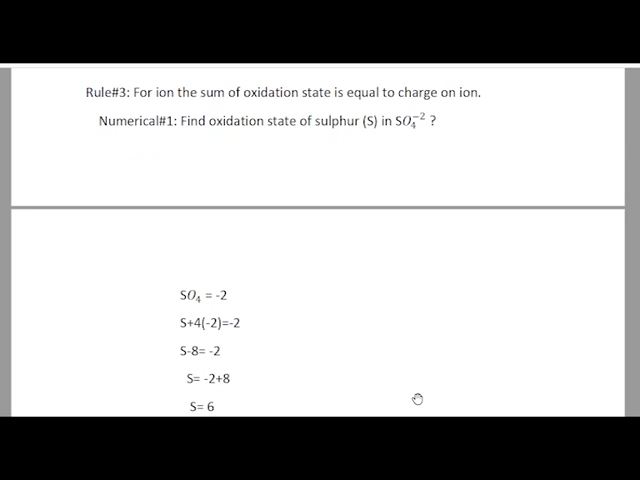 Rule#3: For ion the sum of oxidation state is equal to charge on ion.
Numerical#1: Find oxidation state of sulphur (S) in SO₄⁻² ?
SO₄ = -2
S+4(-2)=-2
S-8= -2
S= -2+8
S= 6